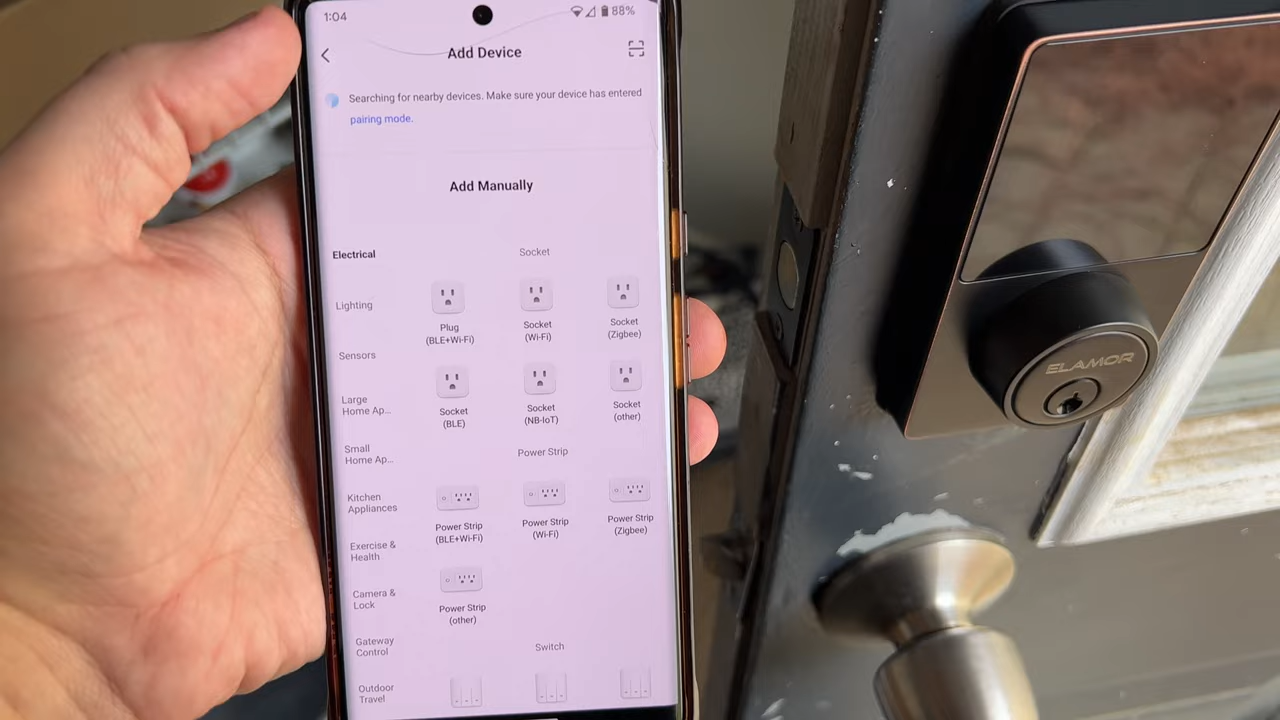 1:04
88%
Add Device
Searching for nearby devices. Make sure your device has entered
pairing mode.
Add Manually
Electrical
Socket
Lighting
Plug
(BLE+Wi-Fi)
Socket
(Wi-Fi)
Socket
(Zigbee)
Sensors
Large
Home Ap...
Socket
(BLE)
Socket
(NB-IoT)
Socket
(other)
Small
Home Ap...
Power Strip
Kitchen
Appliances
Power Strip
(BLE+Wi-Fi)
Power Strip
(Wi-Fi)
Power Strip
(Zigbee)
Exercise &
Health
Camera &
Lock
Power Strip
(other)
Gateway
Control
Switch
Outdoor
Travel
ELAMOR